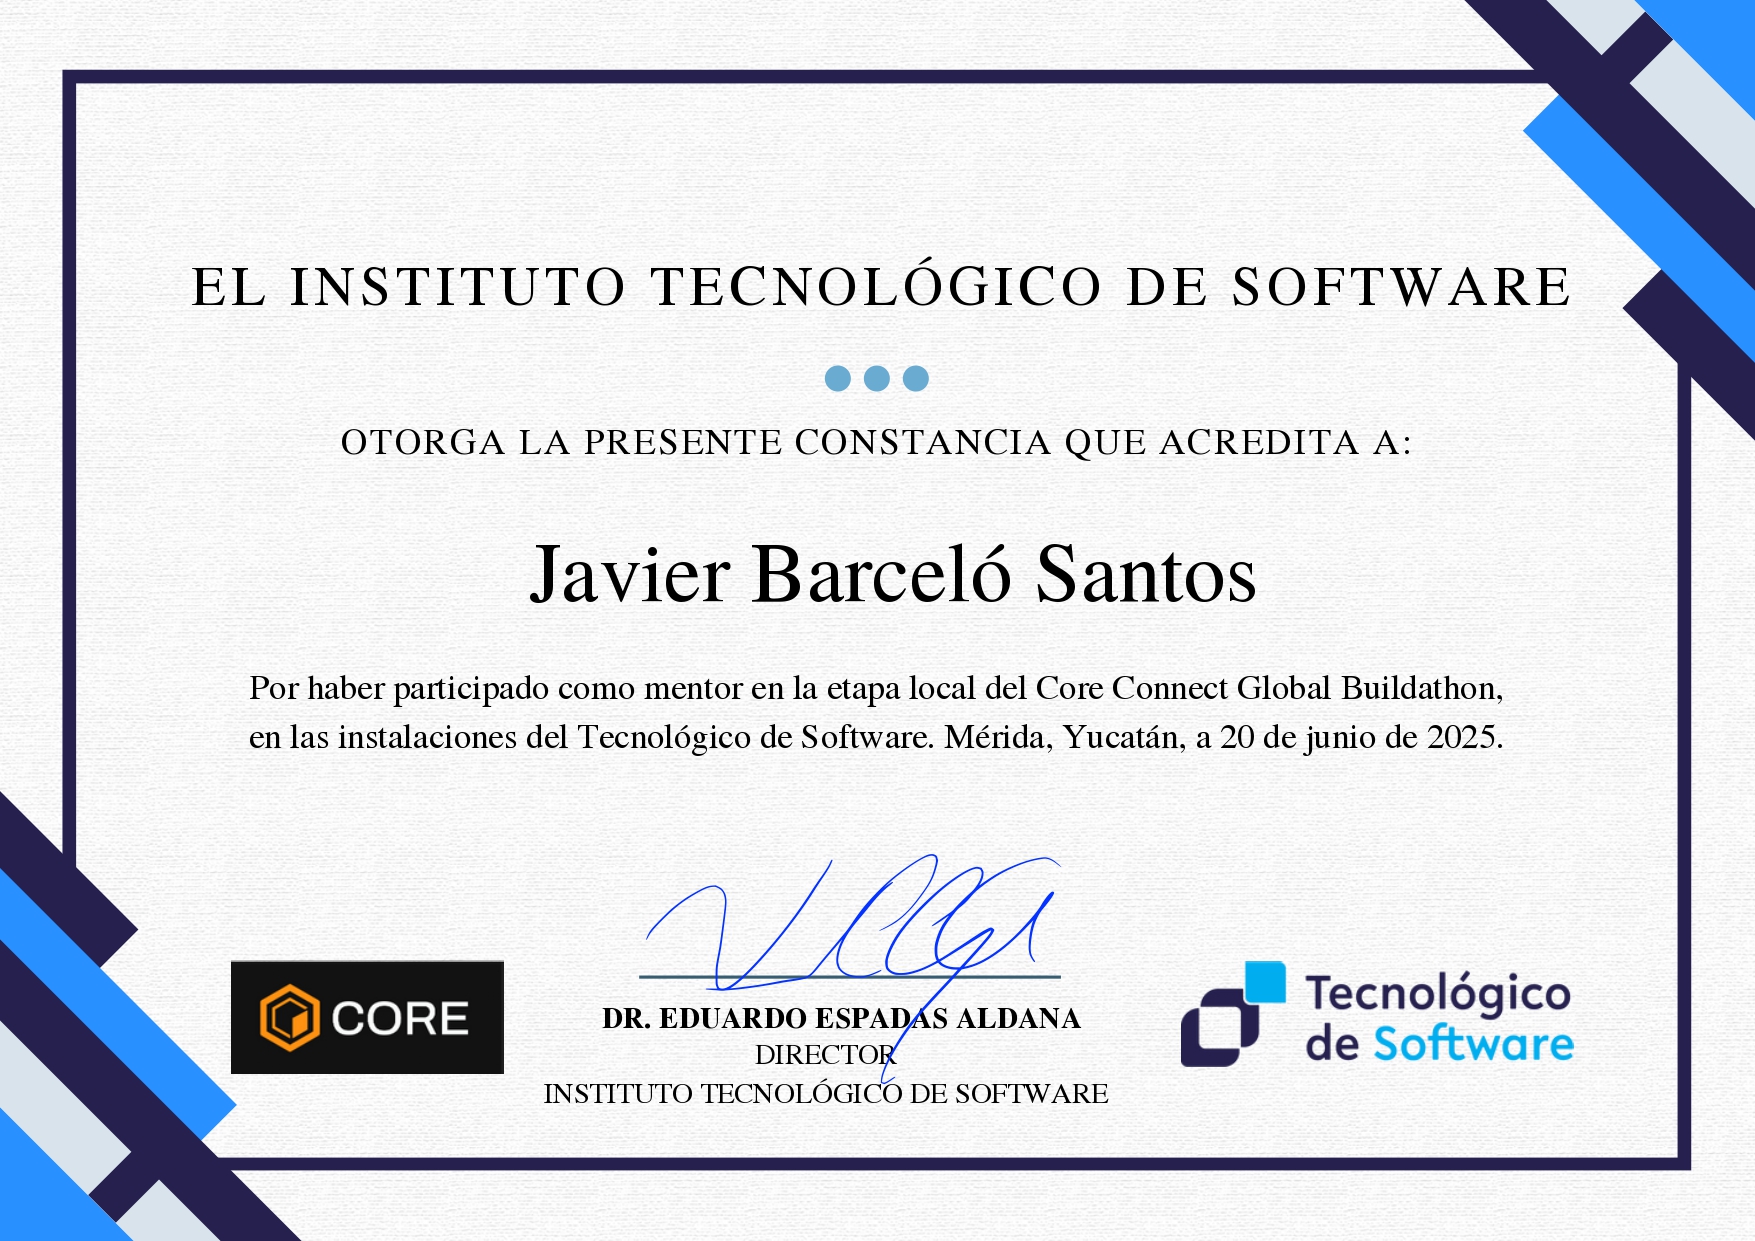 EL INSTITUTO TECNOLÓGICO DE SOFTWARE
OTORGA LA PRESENTE CONSTANCIA QUE ACREDITA A:
Javier Barceló Santos
Por haber participado como mentor en la etapa local del Core Connect Global Buildathon,
en las instalaciones del Tecnológico de Software. Mérida, Yucatán, a 20 de junio de 2025.
CORE
DR. EDUARDO ESPADAS ALDANA
DIRECTOR
INSTITUTO TECNOLÓGICO DE SOFTWARE
Tecnológico
de Software